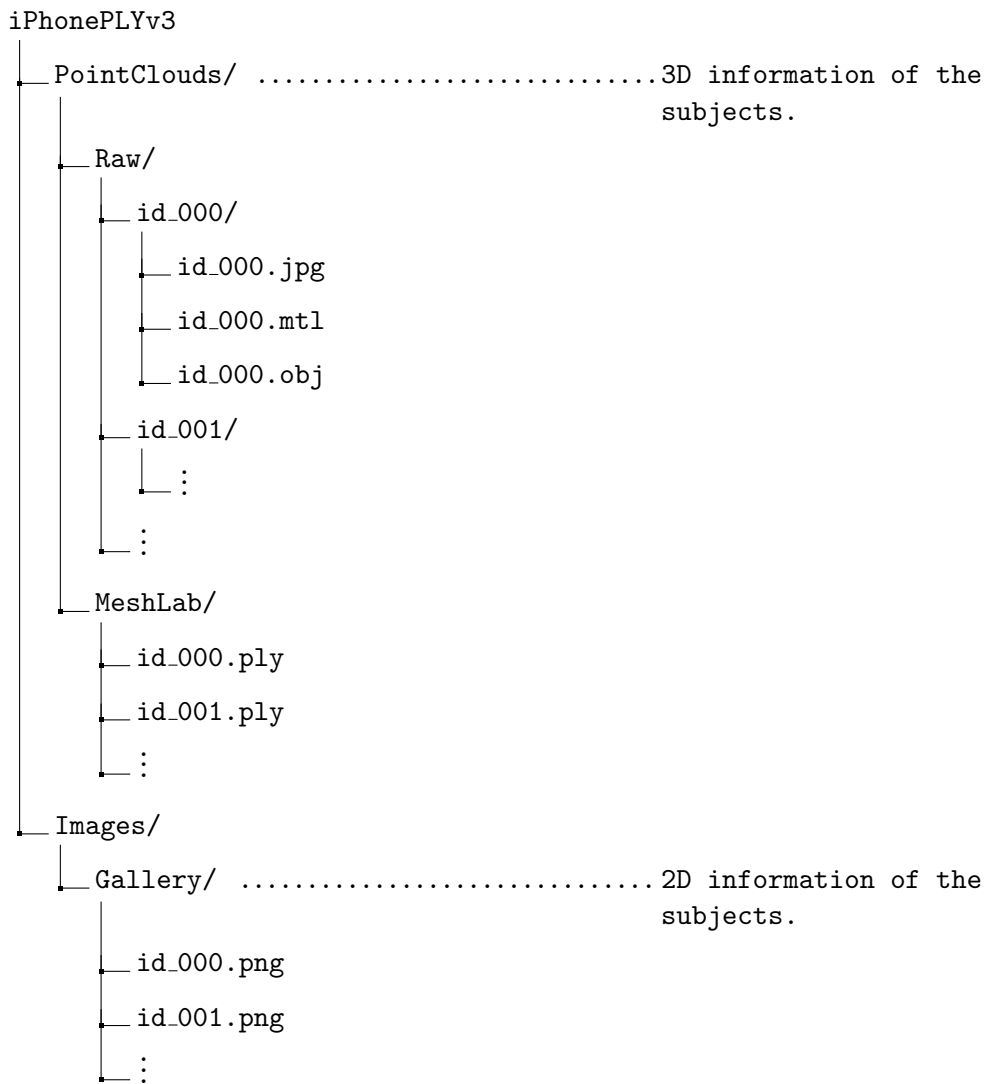 iPhonePLYv3
PointClouds/ ..............................3D information of the
subjects.
Raw/
id_000/
id_000.jpg
id_000.mtl
id_000.obj
id_001/
⋮
⋮
MeshLab/
id_000.ply
id_001.ply
⋮
Images/
Gallery/ ...............................2D information of the
subjects.
id_000.png
id_001.png
⋮